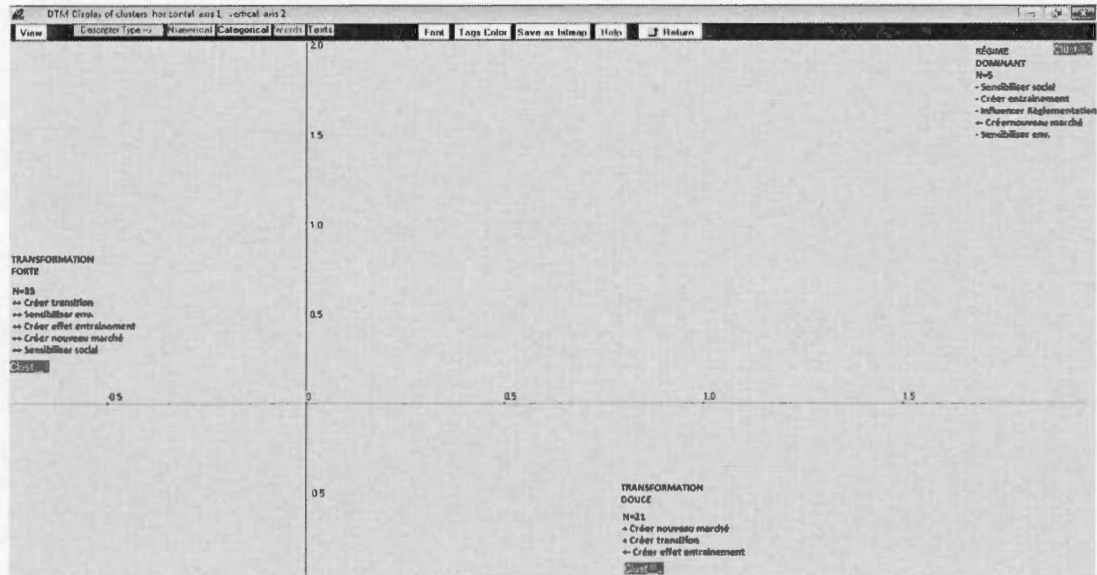 DTM Display of clusters horizontal axis 1, vertical axis 2
View Descriptor Type --> Numerical Categorical Words Texts Font Tags Color Save as bitmap Help Return
2.0
RÉGIME
DOMINANT
N=5
- Sensibiliser social
- Créer entrainement
- Influencer Règlementation
+- Créernouveau marché
- Sensibiliser env.
1.5
1.0
TRANSFORMATION
FORTE
N=35
++ Créer transition
++ Sensibiliser env.
++ Créer effet entrainement
++ Créer nouveau marché
Sensibiliser social
Clust
0.5
-0.5 0 0.5 1.0 1.5
0.5
TRANSFORMATION
DOUCE
N=21
+ Créer nouveau marché
+ Créer transition
+- Créer effet entrainement
Clust